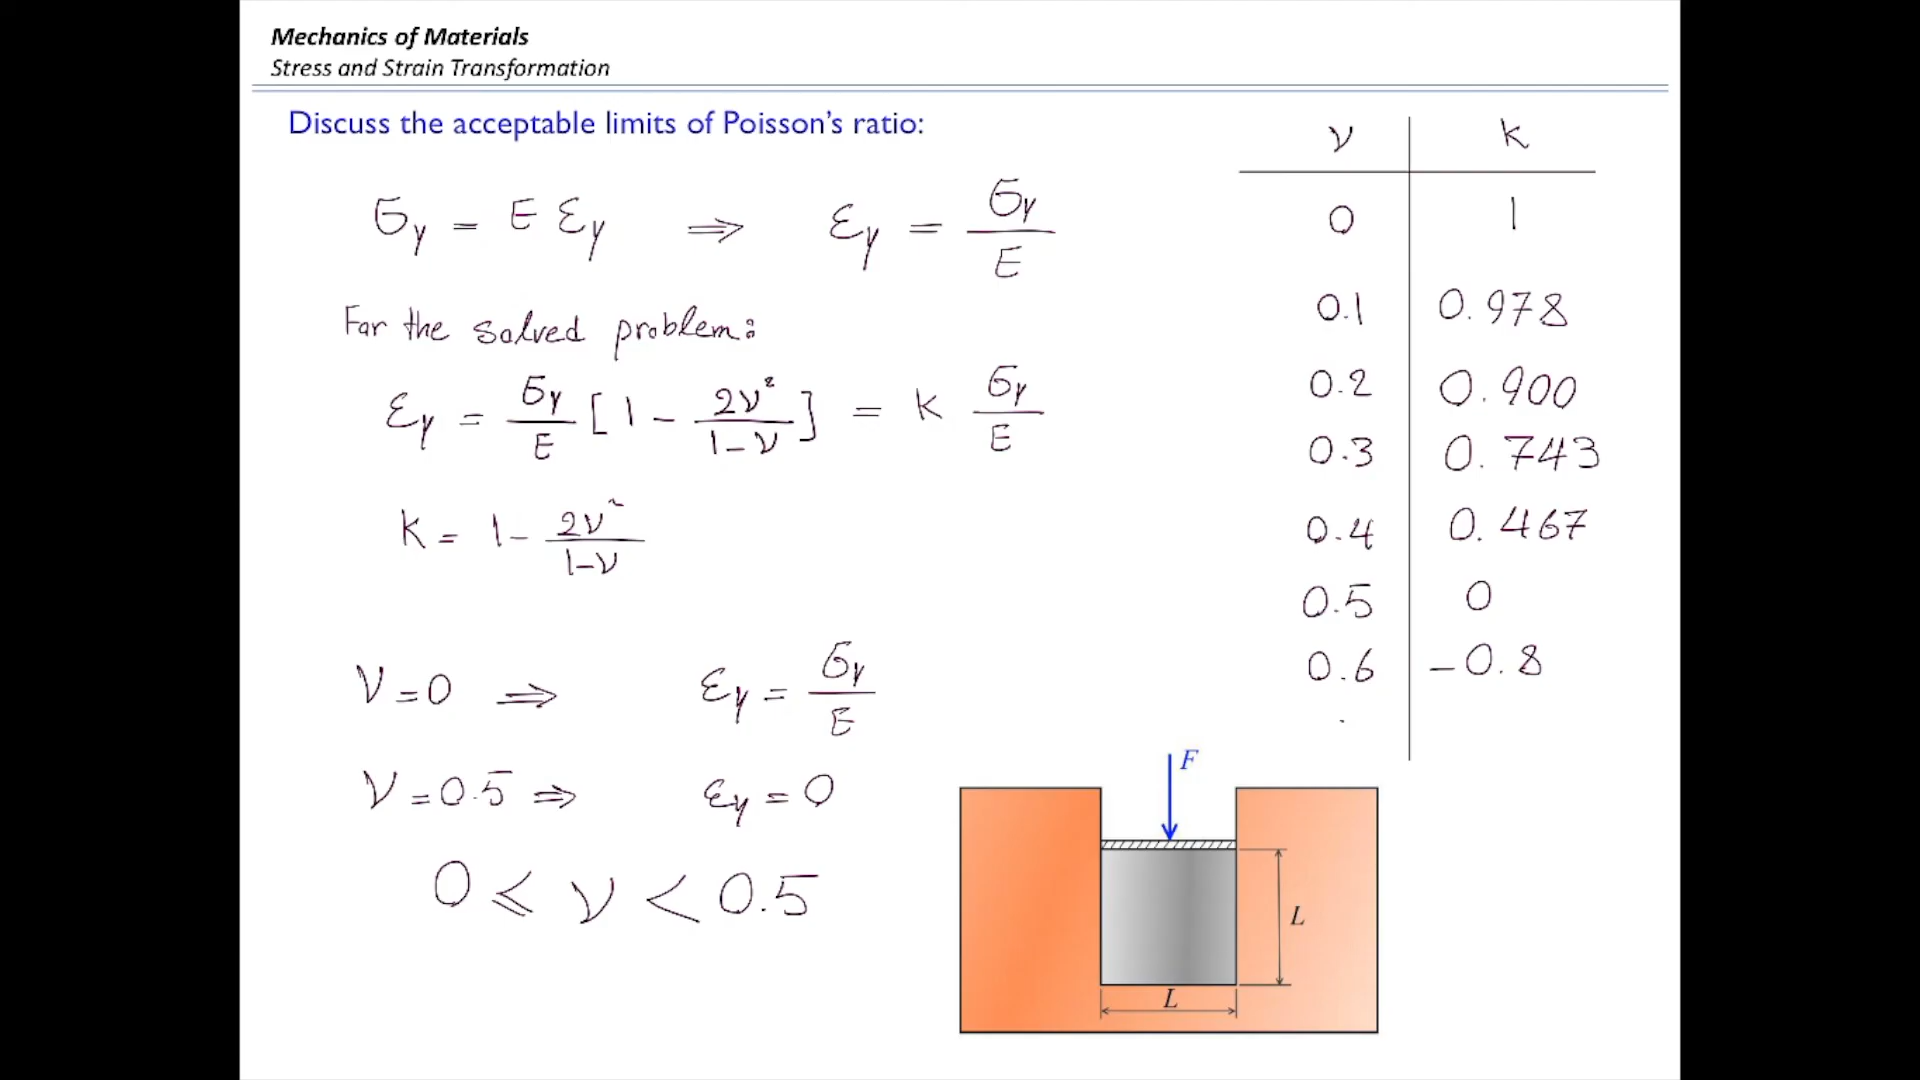 Mechanics of Materials
Stress and Strain Transformation
Discuss the acceptable limits of Poisson's ratio:
σy = E εy ⇒ εy = σy/E
For the solved problem:
εy = σy/E [1 - 2ν²/1-ν] = k σy/E
k = 1 - 2ν²/1-ν
ν = 0 ⇒ εy = σy/E
ν = 0.5 ⇒ εy = 0
0 ≤ ν < 0.5
ν k
0 1
0.1 0.978
0.2 0.900
0.3 0.743
0.4 0.467
0.5 0
0.6 -0.8
F
L
L